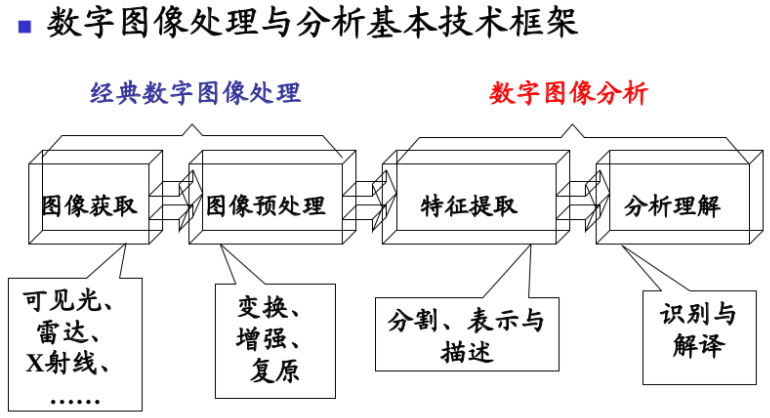 数字图像处理与分析基本技术框架
经典数字图像处理
数字图像分析
图像获取
图像预处理
特征提取
分析理解
可见光、
雷达、
X射线、
……
变换、
增强、
复原
分割、表示与
描述
识别与
解译